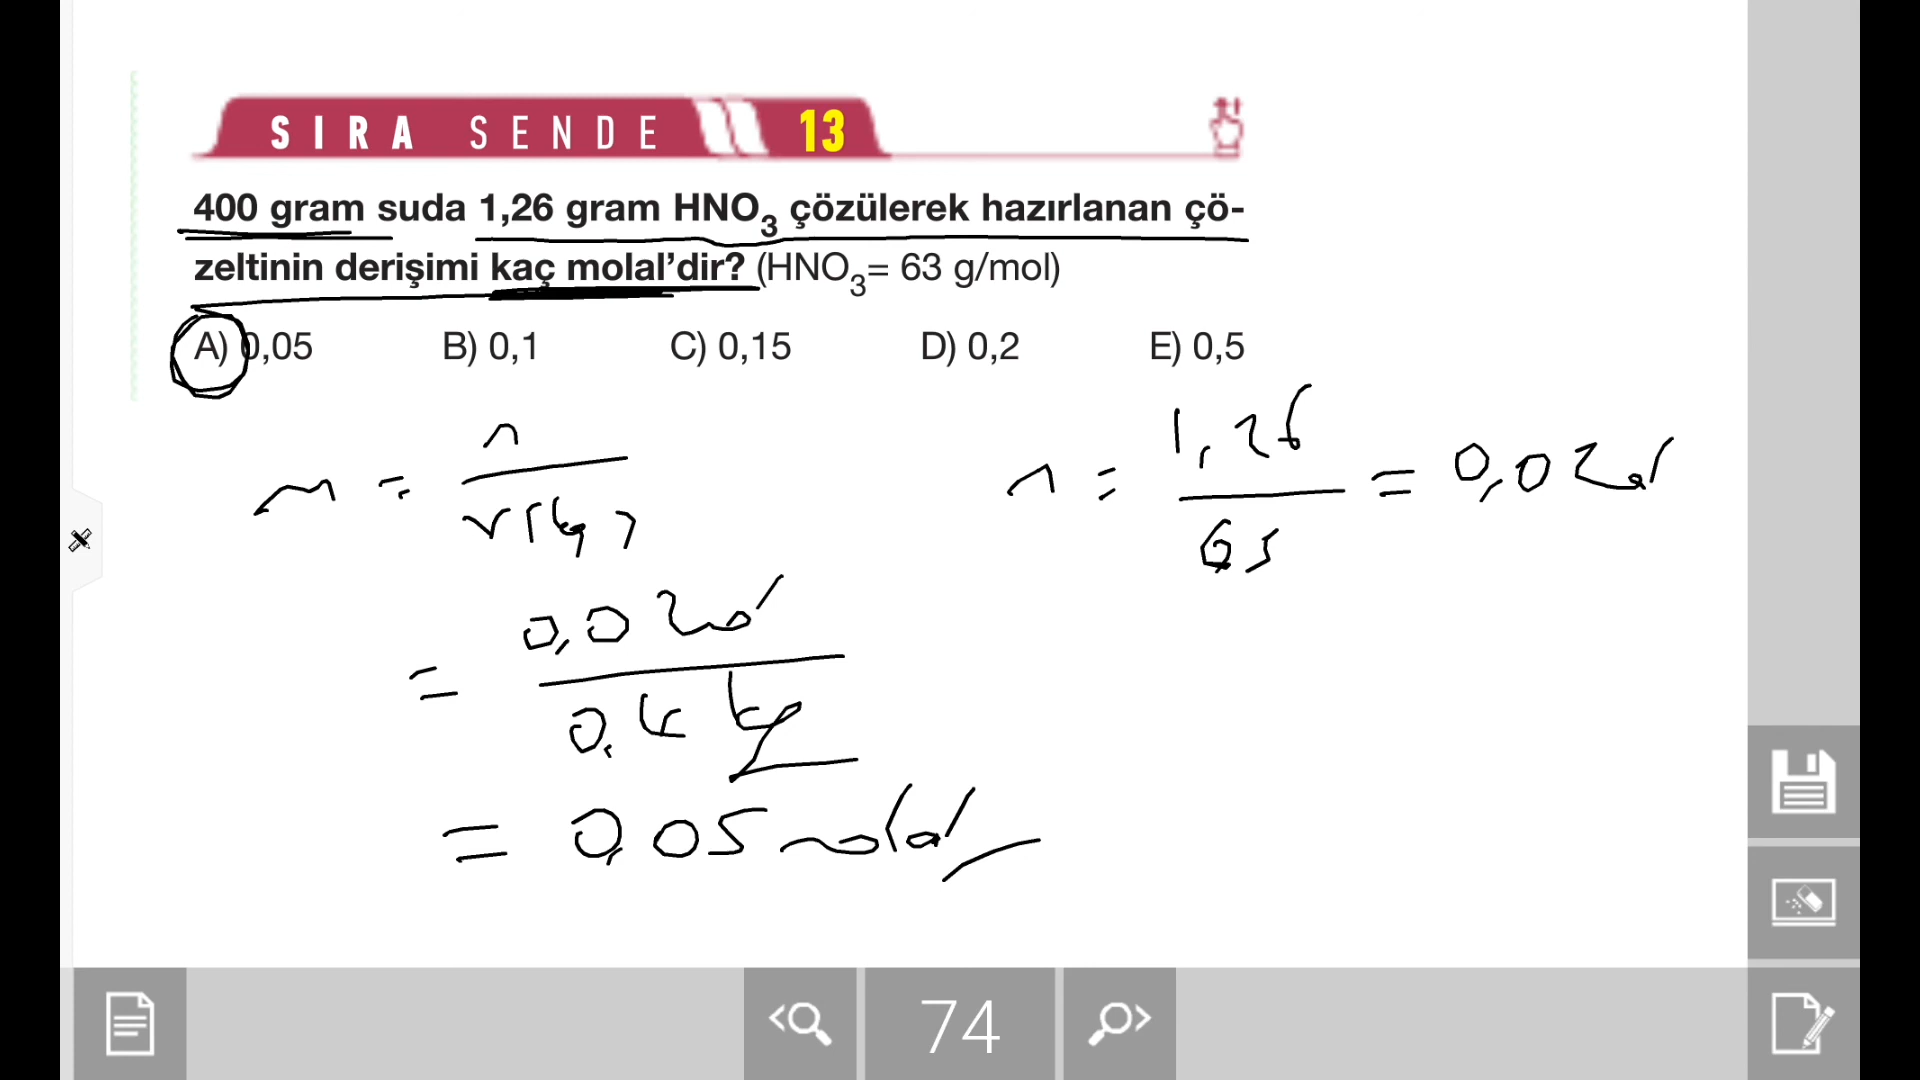 SIRA SENDE 13
400 gram suda 1,26 gram HNO₃ çözülerek hazırlanan çö-
zeltinin derişimi kaç molal’dir? (HNO₃= 63 g/mol)
A) 0,05 B) 0,1 C) 0,15 D) 0,2 E) 0,5
n = 1,26 / 63 = 0,02 mol
m = n / v(kg)
= 0,02 mol / 0,4 kg
= 0,05 molal
74